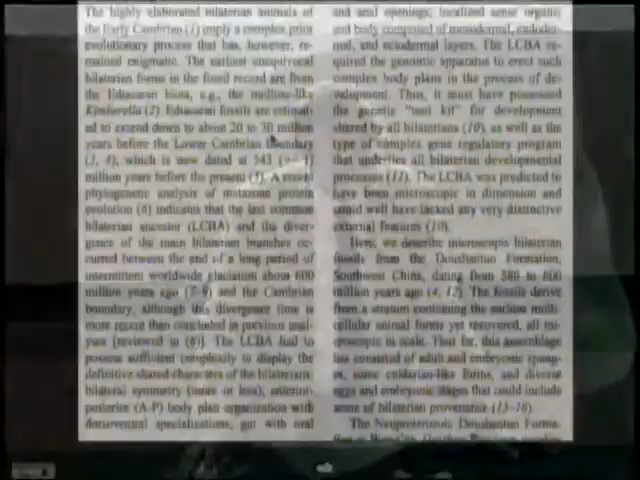 The highly elaborated bilaterian animals of
the Early Cambrian (1) imply a complex prior
evolutionary process that has, however, re-
mained enigmatic. The earliest unequivocal
bilaterian forms in the fossil record are from
the Ediacaran biota, e.g., the mollusc-like
Kimberella (2). Ediacaran fossils are estimat-
ed to extend down to about 20 to 30 million
years before the Lower Cambrian boundary
(3, 4), which is now dated at 543 (+/- 1)
million years before the present (5). A recent
phylogenetic analysis of metazoan protein
evolution (6) indicates that the last common
bilaterian ancestor (LCBA) and the diver-
gence of the main bilaterian branches oc-
curred between the end of a long period of
intermittent worldwide glaciation about 600
million years ago (7-9) and the Cambrian
boundary, although this divergence time is
more recent than concluded in previous anal-
yses [reviewed in (6)]. The LCBA had to
possess sufficient complexity to display the
definitive shared characters of the bilaterians:
bilateral symmetry (more or less), anterior-
posterior (A-P) body plan organization with
dorsoventral specializations, gut with oral
and anal openings, localized sense organs,
and body composed of mesodermal, endoder-
mal, and ectodermal layers. The LCBA re-
quired the genomic apparatus to erect such
complex body plans in the process of de-
velopment. Thus, it must have possessed
the genetic "tool kit" for development
shared by all bilaterians (10), as well as the
type of complex gene regulatory program
that underlies all bilaterian developmental
processes (11). The LCBA was predicted to
have been microscopic in dimension and
could well have lacked any very distinctive
external features (10).
Here, we describe microscopic bilaterian
fossils from the Doushantuo Formation,
Southwest China, dating from 580 to 600
million years ago (4, 12). The fossils derive
from a stratum containing the earliest multi-
cellular animal forms yet recovered, all mi-
croscopic in scale. Thus far, this assemblage
has consisted of adult and embryonic spong-
es, some cnidarian-like forms, and diverse
eggs and embryonic stages that could include
some of bilaterian provenance (13-16).
The Neoproterozoic Doushantuo Forma-